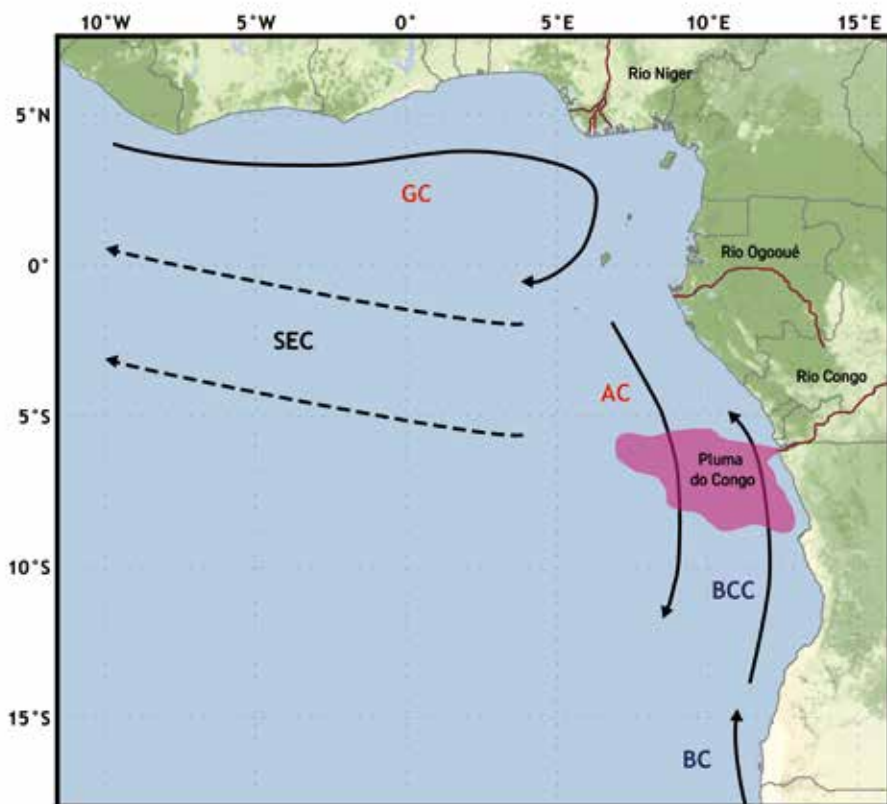 10°W 5°W 0° 5°E 10°E 15°E
Rio Niger
5°N
GC
Rio Ogooué
0°
SEC
Rio Congo
AC
5°S
Pluma
do Congo
10°S
BCC
15°S
BC